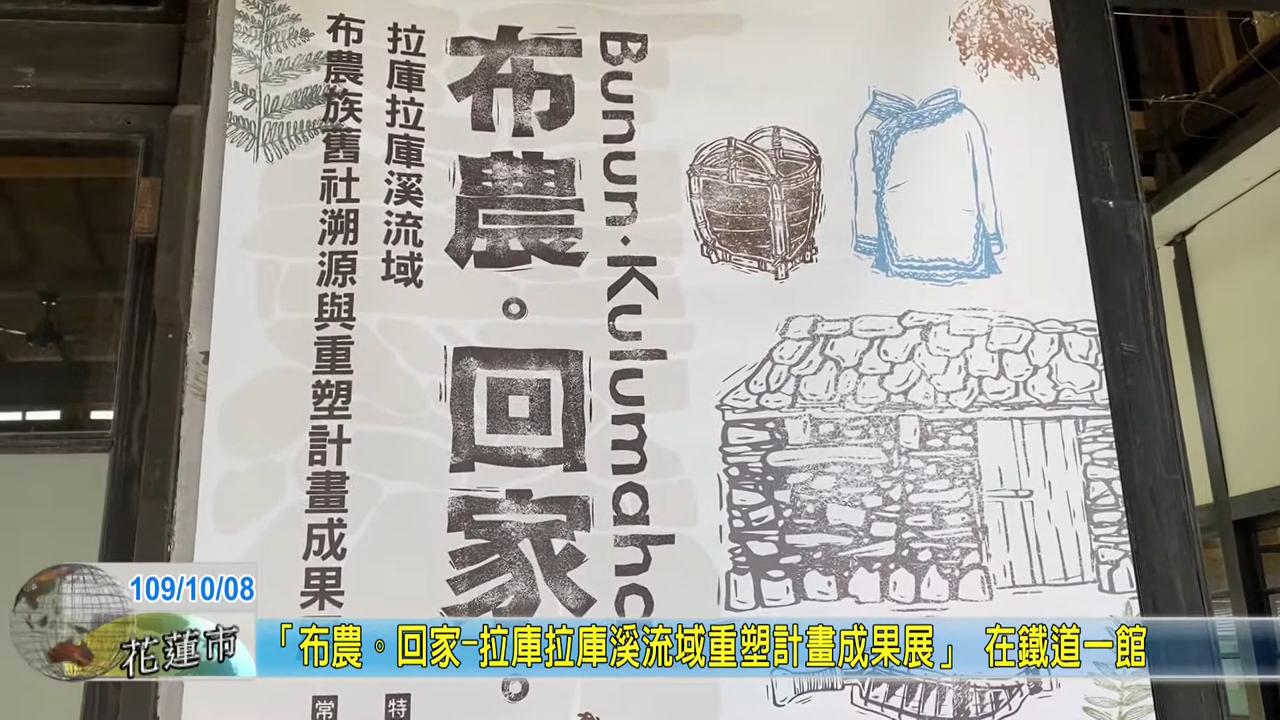 Bunun·Kulumah
布農。回家。
拉庫拉庫溪流域
布農族舊社溯源與重塑計畫成果
特
常
109/10/08
花蓮市
「布農。回家-拉庫拉庫溪流域重塑計畫成果展」 在鐵道一館